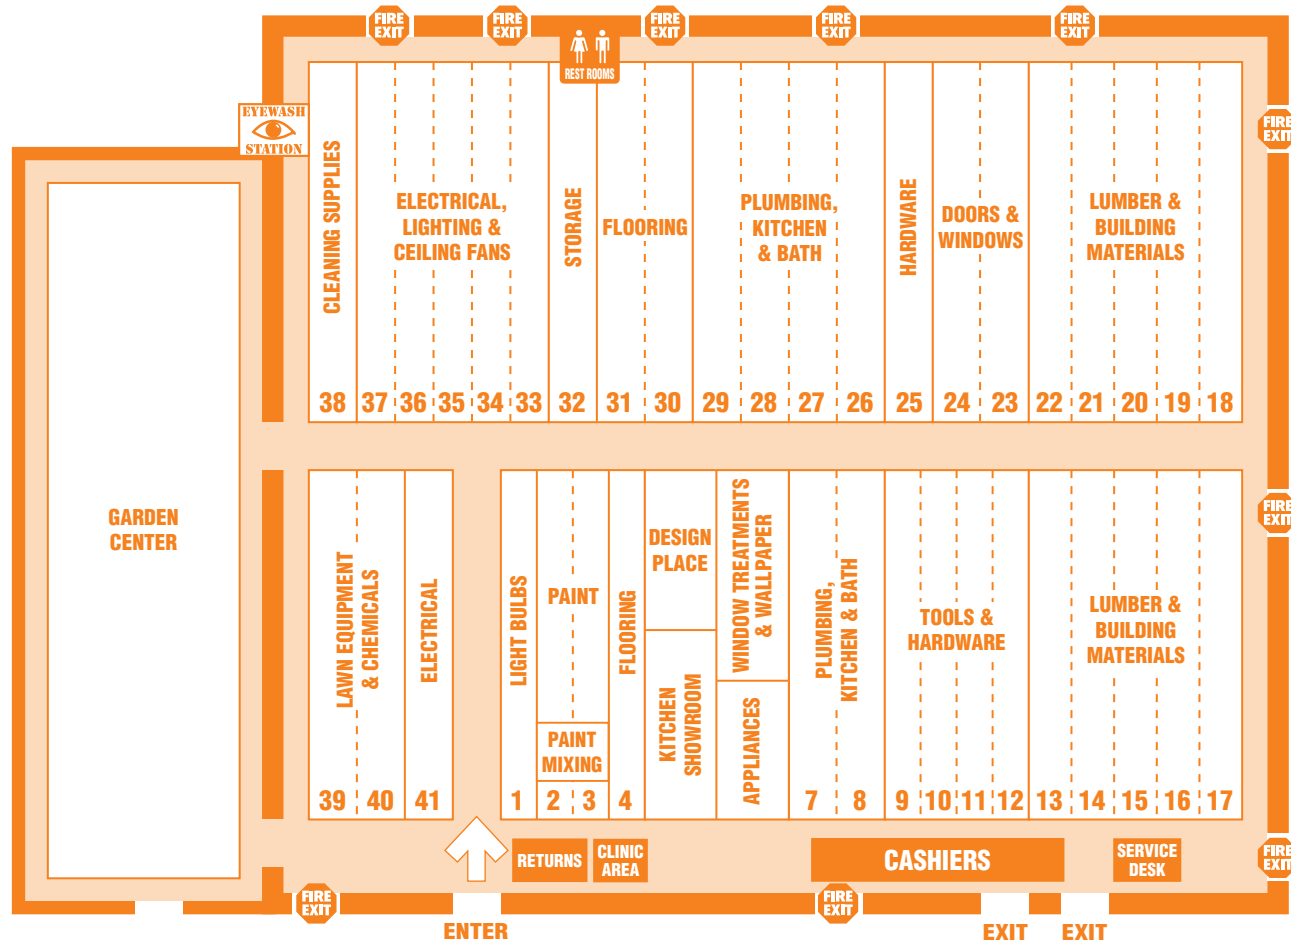 FIRE
EXIT
FIRE
EXIT
FIRE
EXIT
FIRE
EXIT
FIRE
EXIT
REST ROOMS
EYEWASH
STATION
FIRE
EXIT
CLEANING SUPPLIES
ELECTRICAL,
LIGHTING &
CEILING FANS
STORAGE
FLOORING
PLUMBING,
KITCHEN
& BATH
HARDWARE
DOORS &
WINDOWS
LUMBER &
BUILDING
MATERIALS
38 37 36 35 34 33 32 31 30 29 28 27 26 25 24 23 22 21 20 19 18
GARDEN
CENTER
FIRE
EXIT
LAWN EQUIPMENT
& CHEMICALS
ELECTRICAL
LIGHT BULBS
PAINT
PAINT
MIXING
FLOORING
DESIGN
PLACE
KITCHEN
SHOWROOM
WINDOW TREATMENTS
& WALLPAPER
APPLIANCES
PLUMBING,
KITCHEN & BATH
TOOLS &
HARDWARE
LUMBER &
BUILDING
MATERIALS
39 40 41 1 2 3 4 7 8 9 10 11 12 13 14 15 16 17
RETURNS
CLINIC
AREA
CASHIERS
SERVICE
DESK
FIRE
EXIT
FIRE
EXIT
FIRE
EXIT
ENTER
EXIT
EXIT